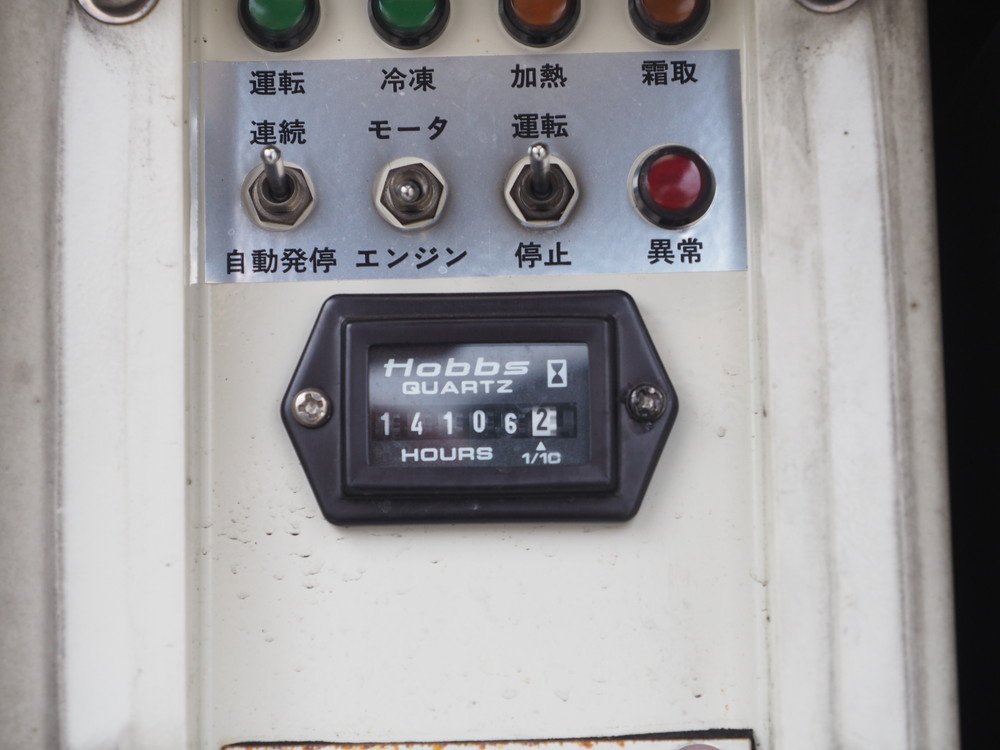 運転 冷凍 加熱 霜取
連続 モータ 運転
自動発停 エンジン 停止 異常
Hobbs
QUARTZ
141062
HOURS 1/10